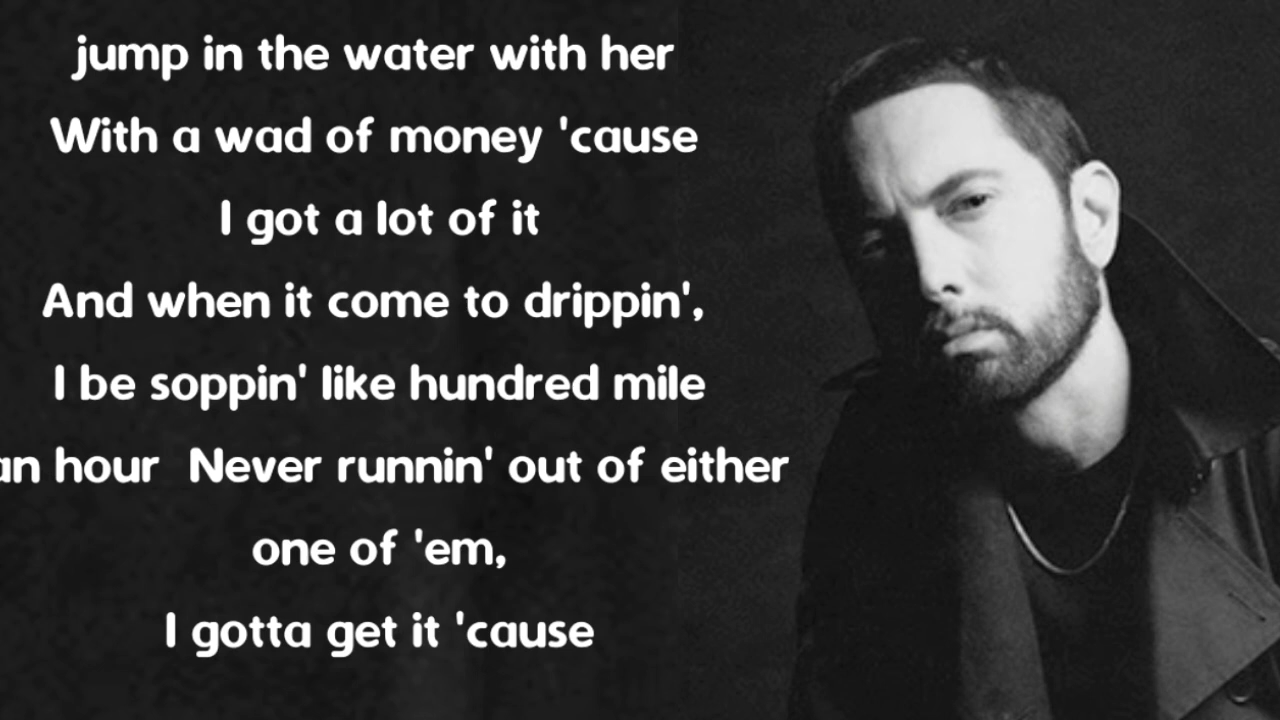 jump in the water with her
With a wad of money 'cause
I got a lot of it
And when it come to drippin',
I be soppin' like hundred mile
an hour  Never runnin' out of either
one of 'em,
I gotta get it 'cause